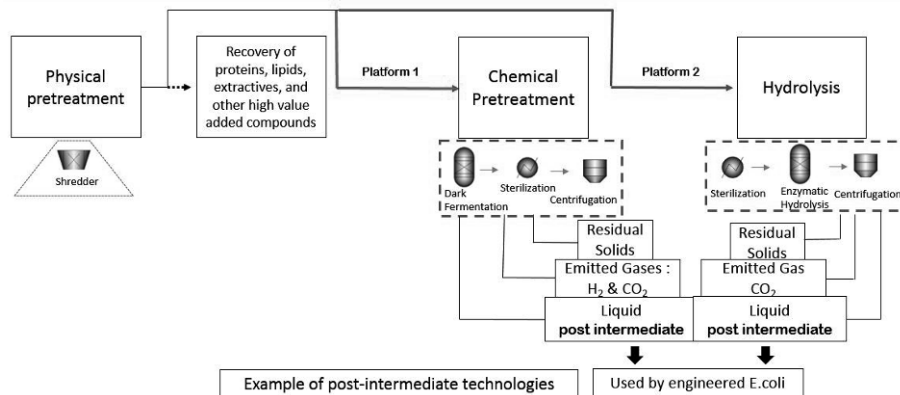 Physical
pretreatment
Shredder
Recovery of
proteins, lipids,
extractives, and
other high value
added compounds
Platform 1
Chemical
Pretreatment
Dark
Fermentation
Sterilization
Centrifugation
Platform 2
Hydrolysis
Sterilization
Enzymatic
Hydrolysis
Centrifugation
Residual
Solids
Emitted Gases :
H₂ & CO₂
Liquid
post intermediate
Residual
Solids
Emitted Gas
CO₂
Liquid
post intermediate
Example of post-intermediate technologies
Used by engineered E.coli